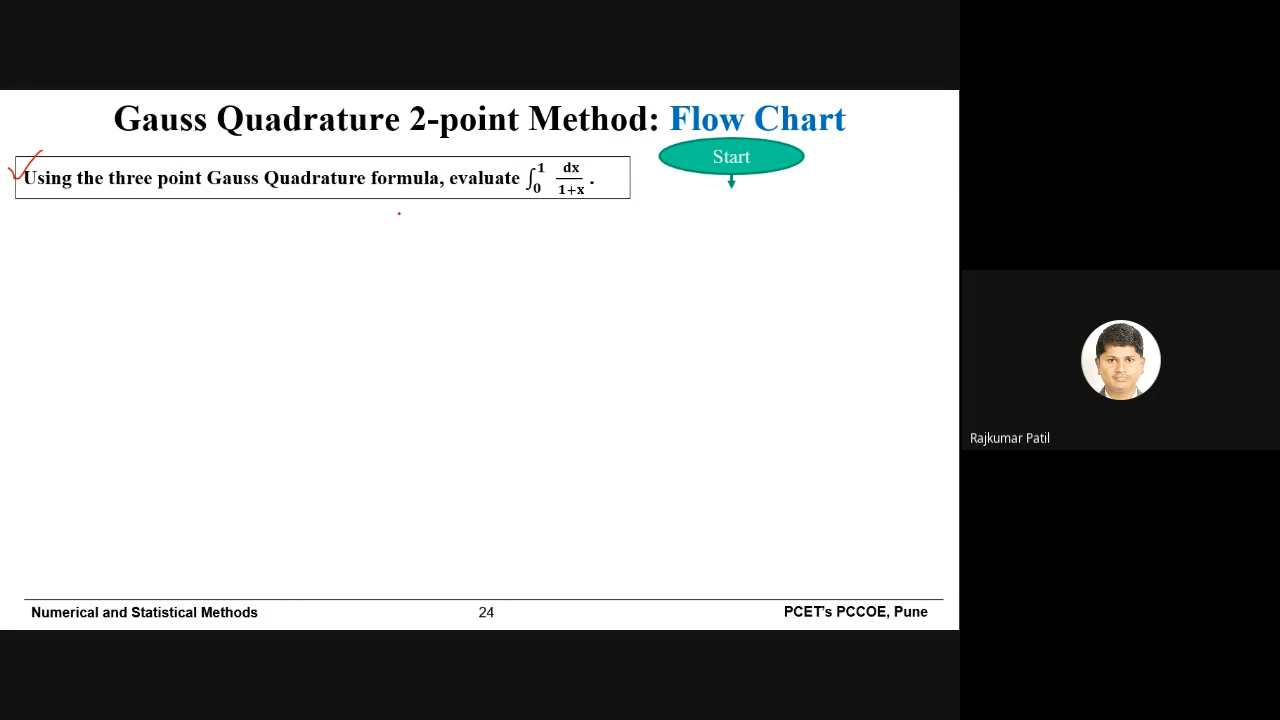 Gauss Quadrature 2-point Method: Flow Chart
Start
Using the three point Gauss Quadrature formula, evaluate ∫₀¹ dx/1+x .
Rajkumar Patil
Numerical and Statistical Methods 24 PCET's PCCOE, Pune